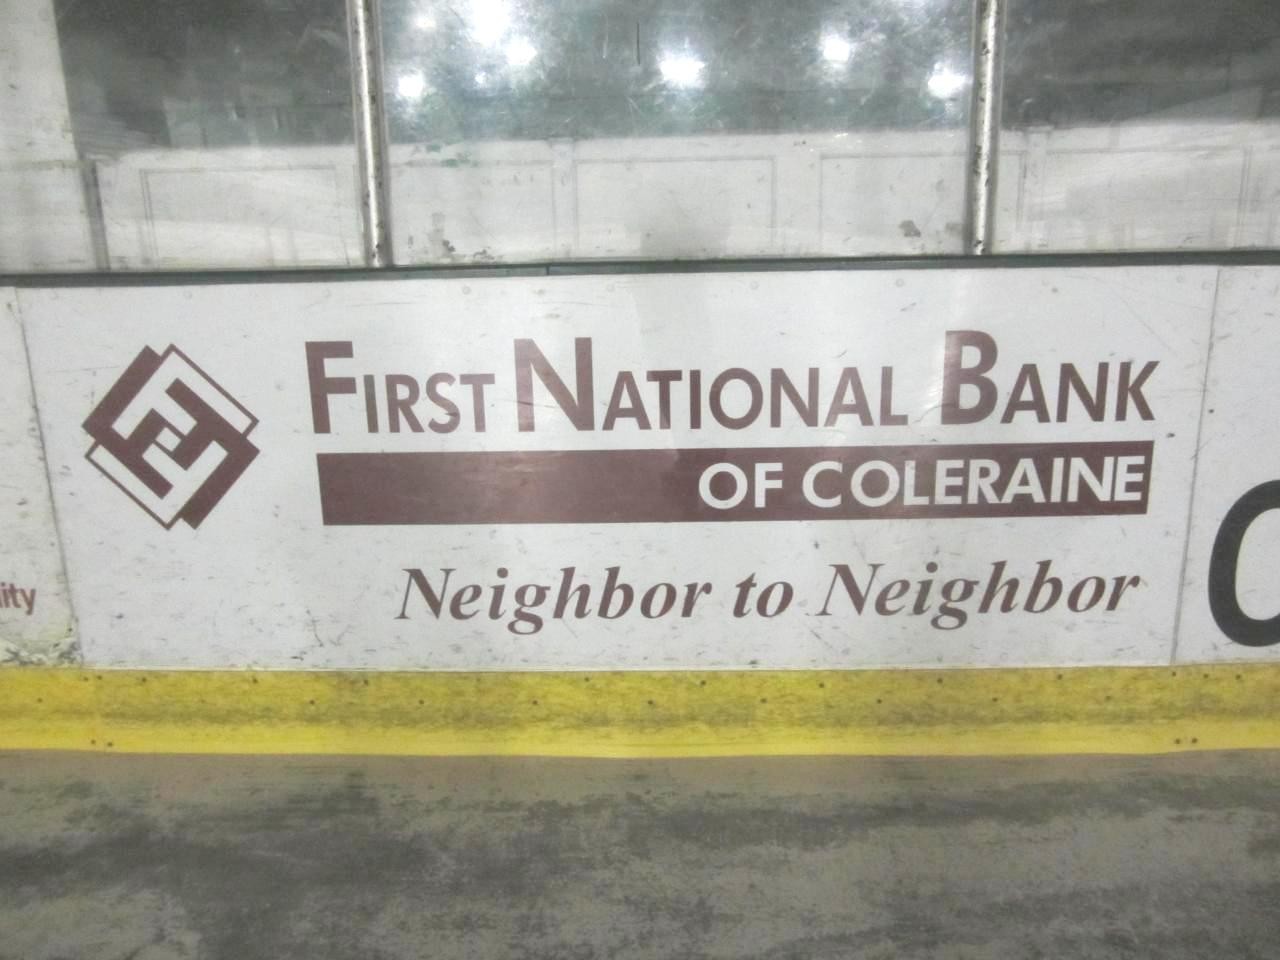 First National Bank
OF COLERAINE
Neighbor to Neighbor